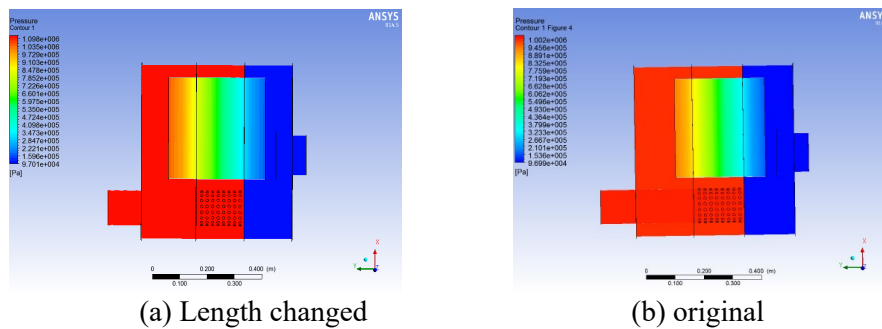 Pressure
Contour 1
1.098e+006
1.035e+006
9.729e+005
9.103e+005
8.478e+005
7.852e+005
7.226e+005
6.601e+005
5.975e+005
5.350e+005
4.724e+005
4.098e+005
3.473e+005
2.847e+005
2.221e+005
1.596e+005
9.701e+004
[Pa]
ANSYS
R14.5
0 0.200 0.400 (m)
0.100 0.300
X
Y
Z
(a) Length changed
Pressure
Contour 1 Figure 4
1.002e+006
9.456e+005
8.891e+005
8.325e+005
7.759e+005
7.193e+005
6.628e+005
6.062e+005
5.496e+005
4.930e+005
4.364e+005
3.799e+005
3.233e+005
2.667e+005
2.101e+005
1.536e+005
9.699e+004
[Pa]
ANSYS
R14.5
0 0.200 0.400 (m)
0.100 0.300
X
Y
Z
(b) original